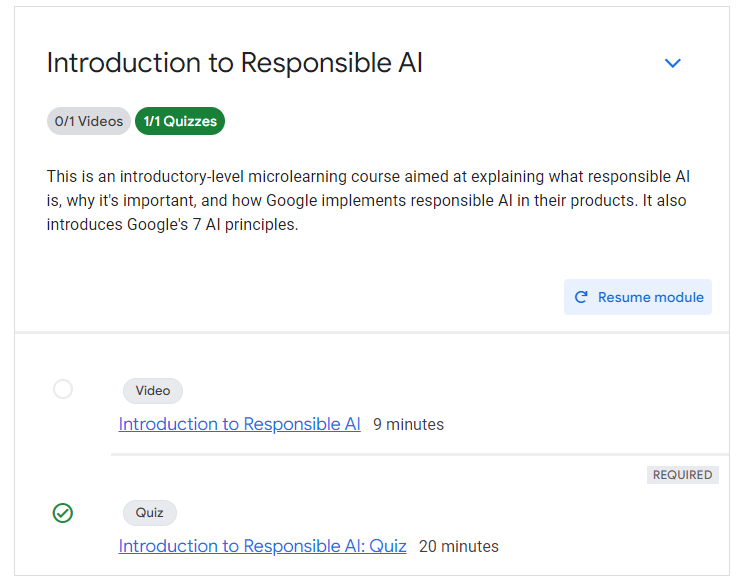 Introduction to Responsible AI
0/1 Videos 1/1 Quizzes
This is an introductory-level microlearning course aimed at explaining what responsible AI
is, why it's important, and how Google implements responsible AI in their products. It also
introduces Google's 7 AI principles.
Resume module
Video
Introduction to Responsible AI 9 minutes
REQUIRED
Quiz
Introduction to Responsible AI: Quiz 20 minutes